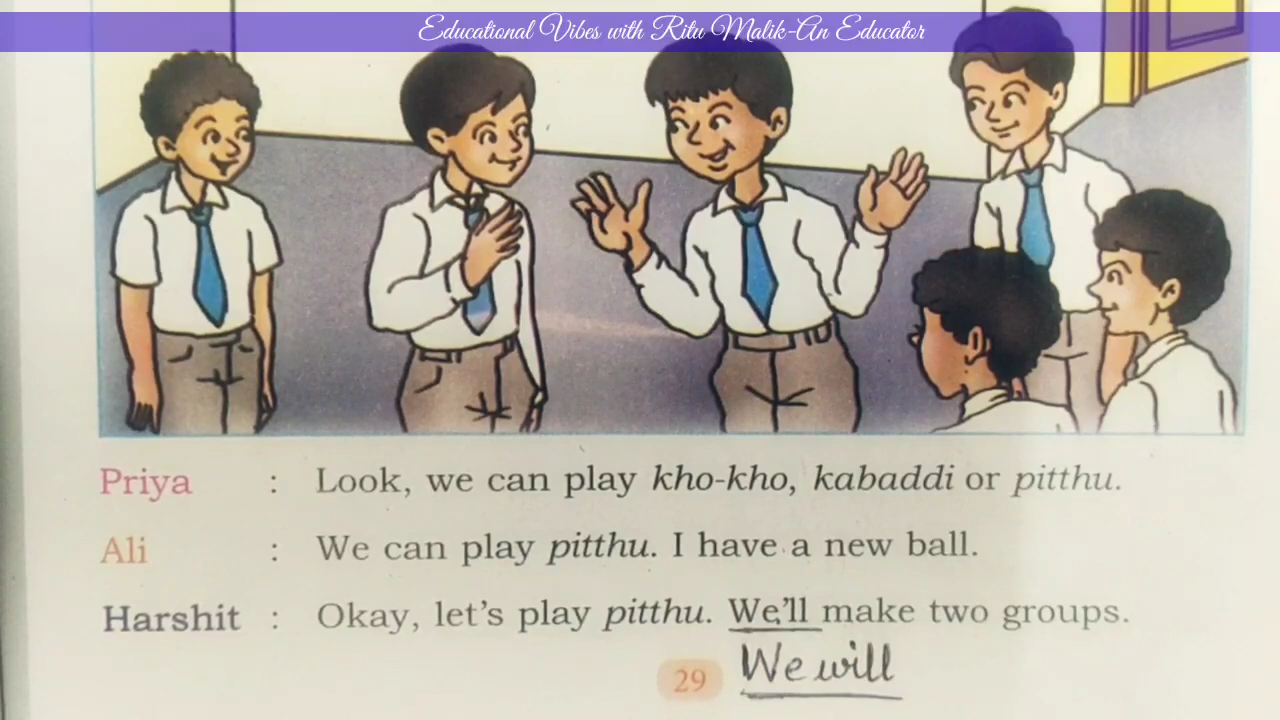 Educational Vibes with Ritu Malik-An Educator
Priya : Look, we can play kho-kho, kabaddi or pitthu.
Ali : We can play pitthu. I have a new ball.
Harshit : Okay, let's play pitthu. We'll make two groups.
29 We will